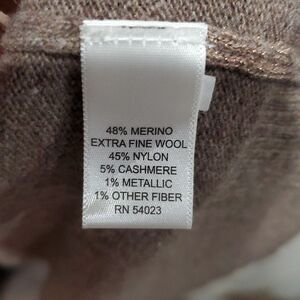 48% MERINO
EXTRA FINE WOOL
45% NYLON
5% CASHMERE
1% METALLIC
1% OTHER FIBER
RN 54023